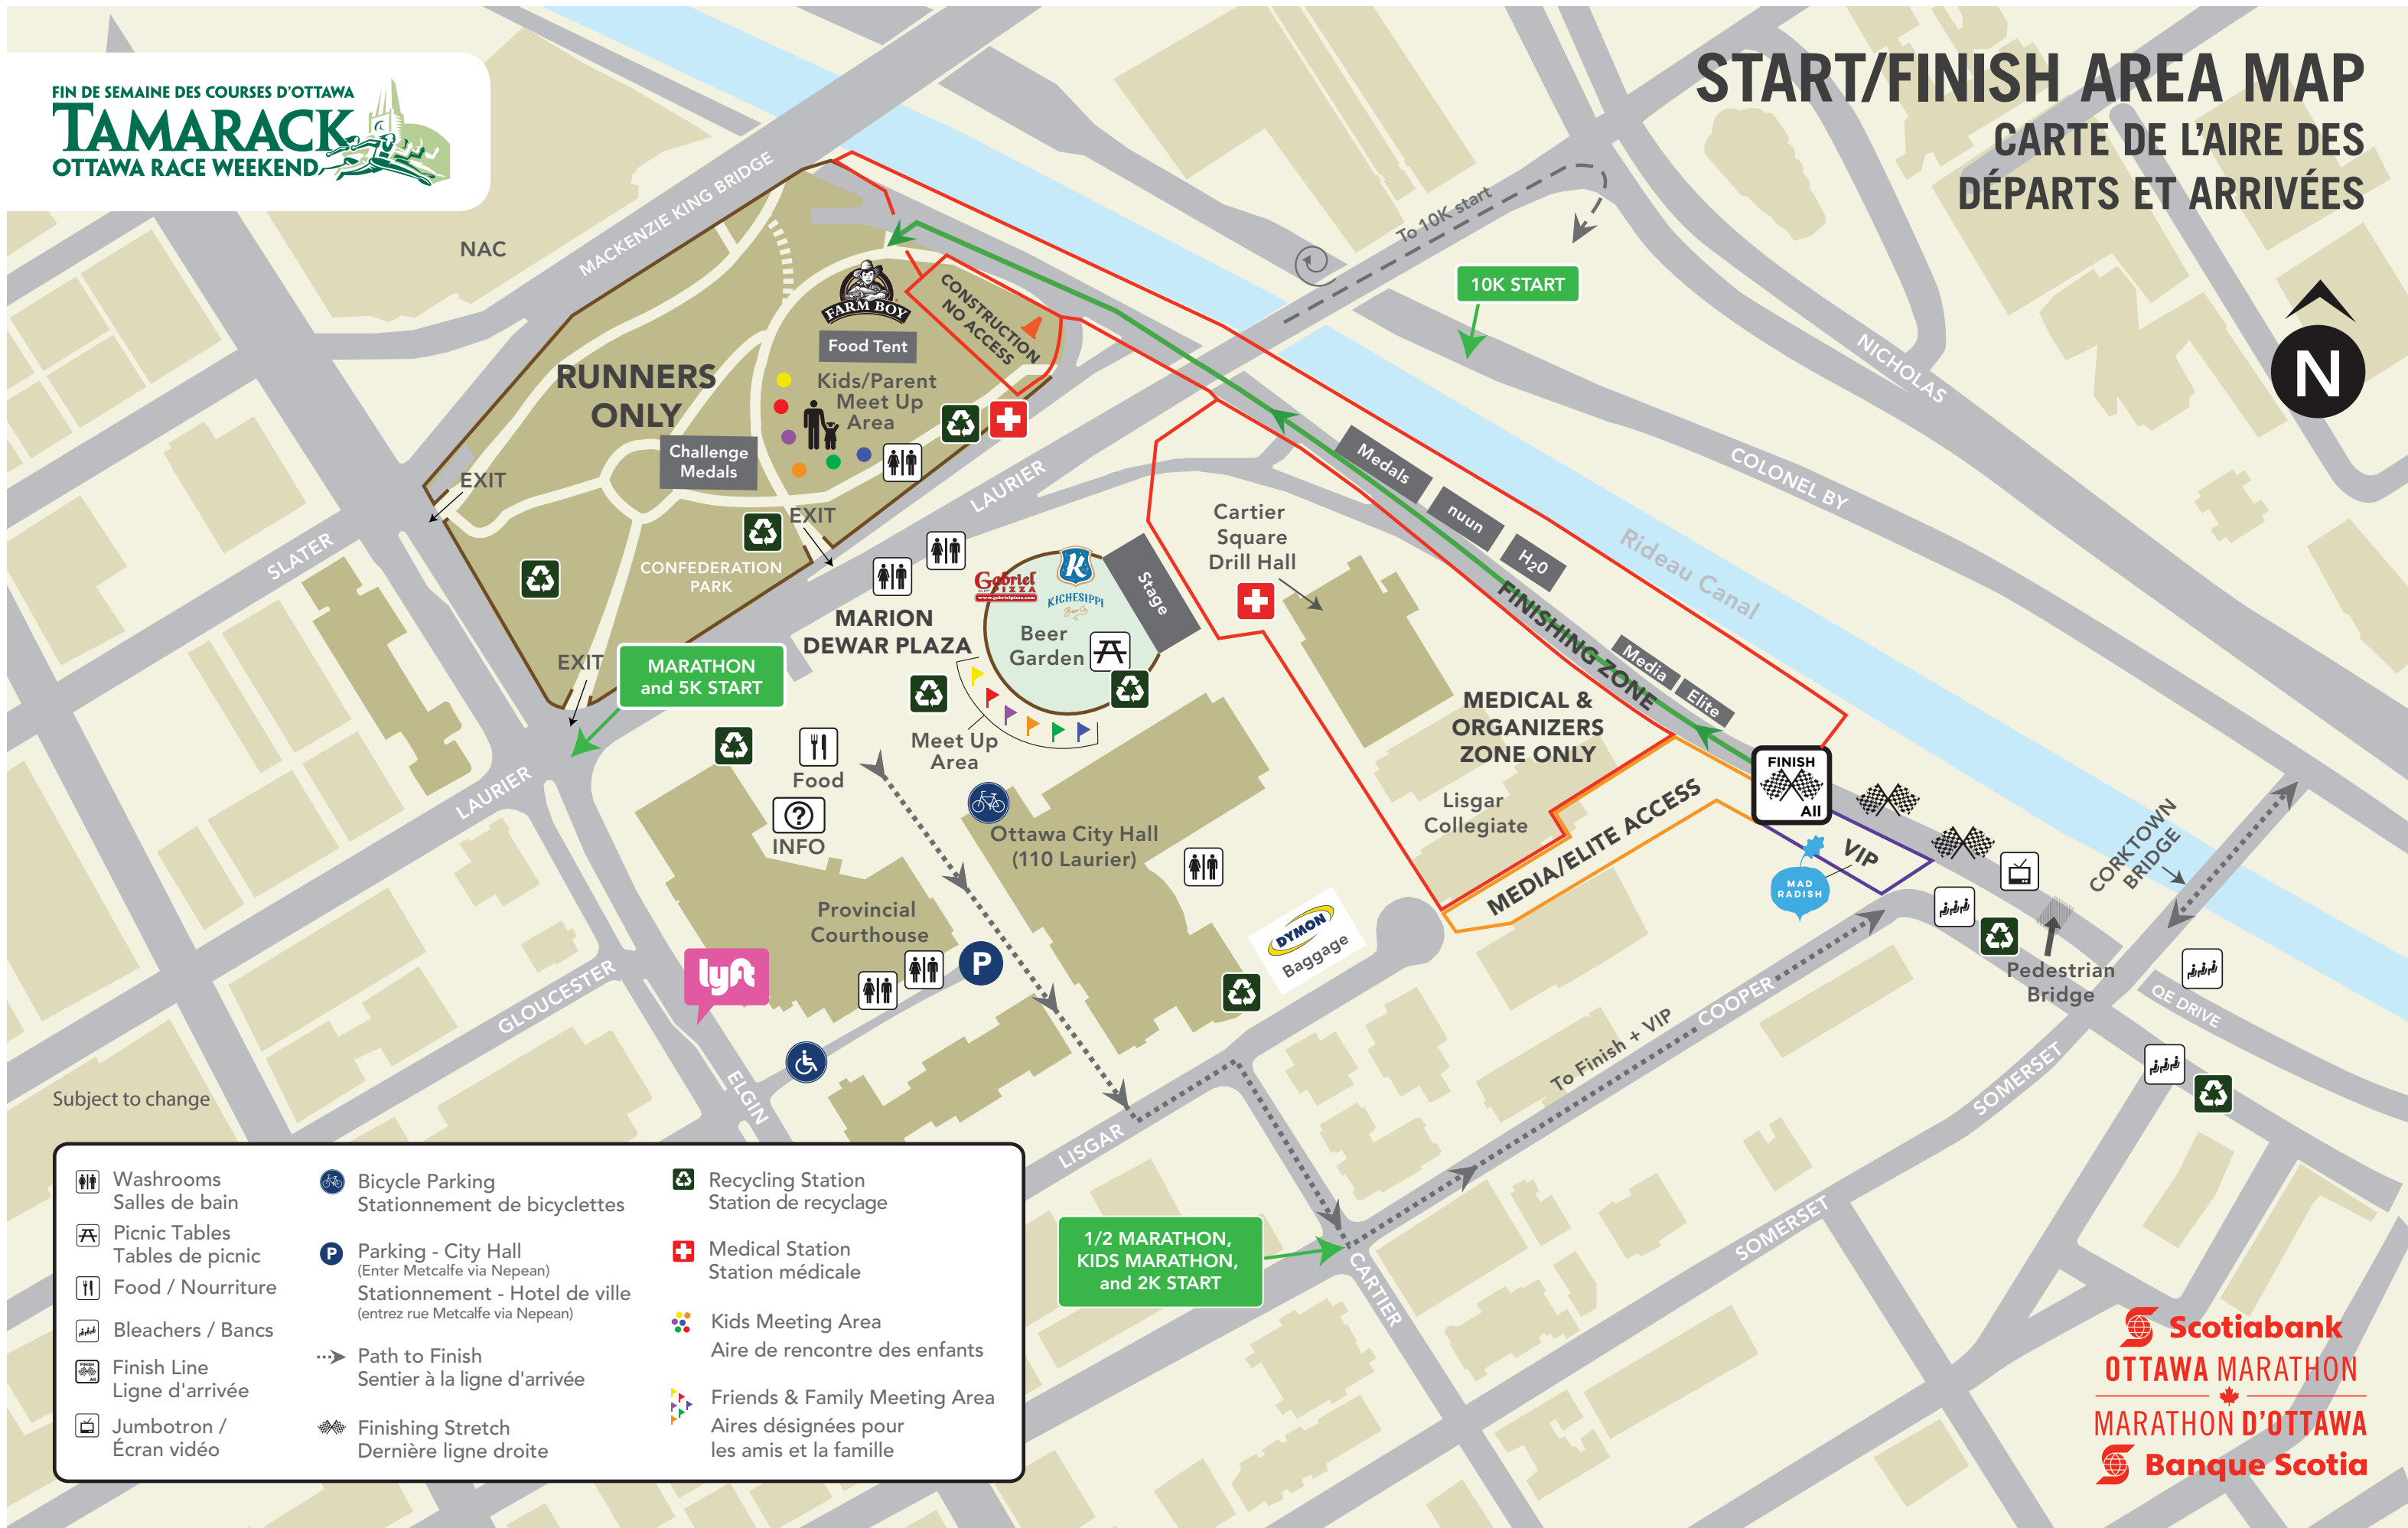 FIN DE SEMAINE DES COURSES D'OTTAWA
TAMARACK
OTTAWA RACE WEEKEND
START/FINISH AREA MAP
CARTE DE L'AIRE DES
DÉPARTS ET ARRIVÉES
N
NAC
MACKENZIE KING BRIDGE
To 10K start
10K START
NICHOLAS
COLONEL BY
Rideau Canal
FARM BOY
Food Tent
CONSTRUCTION
NO ACCESS
RUNNERS
ONLY
Kids/Parent
Meet Up
Area
Challenge
Medals
EXIT
EXIT
EXIT
CONFEDERATION
PARK
SLATER
LAURIER
MARATHON
and 5K START
MARION
DEWAR PLAZA
Gabriel
PIZZA
www.gabrielpizza.com
K
KICHESIPPI
Beer Co.
Stage
Beer
Garden
Meet Up
Area
Cartier
Square
Drill Hall
Medals
nuun
H20
FINISHING ZONE
Media
Elite
MEDICAL &
ORGANIZERS
ZONE ONLY
Lisgar
Collegiate
MEDIA/ELITE ACCESS
FINISH
All
VIP
MAD
RADISH
CORKTOWN
BRIDGE
Pedestrian
Bridge
QE DRIVE
LAURIER
Food
?
INFO
Ottawa City Hall
(110 Laurier)
Provincial
Courthouse
P
lyft
DYMON
Baggage
GLOUCESTER
ELGIN
LISGAR
COOPER
To Finish + VIP
SOMERSET
SOMERSET
CARTIER
1/2 MARATHON,
KIDS MARATHON,
and 2K START
Subject to change
Washrooms
Salles de bain
Picnic Tables
Tables de picnic
Food / Nourriture
Bleachers / Bancs
FINISH
All
Finish Line
Ligne d'arrivée
Jumbotron /
Écran vidéo
Bicycle Parking
Stationnement de bicyclettes
P
Parking - City Hall
(Enter Metcalfe via Nepean)
Stationnement - Hotel de ville
(entrez rue Metcalfe via Nepean)
Path to Finish
Sentier à la ligne d'arrivée
Finishing Stretch
Dernière ligne droite
Recycling Station
Station de recyclage
Medical Station
Station médicale
Kids Meeting Area
Aire de rencontre des enfants
Friends & Family Meeting Area
Aires désignées pour
les amis et la famille
Scotiabank
OTTAWA MARATHON
MARATHON D'OTTAWA
Banque Scotia